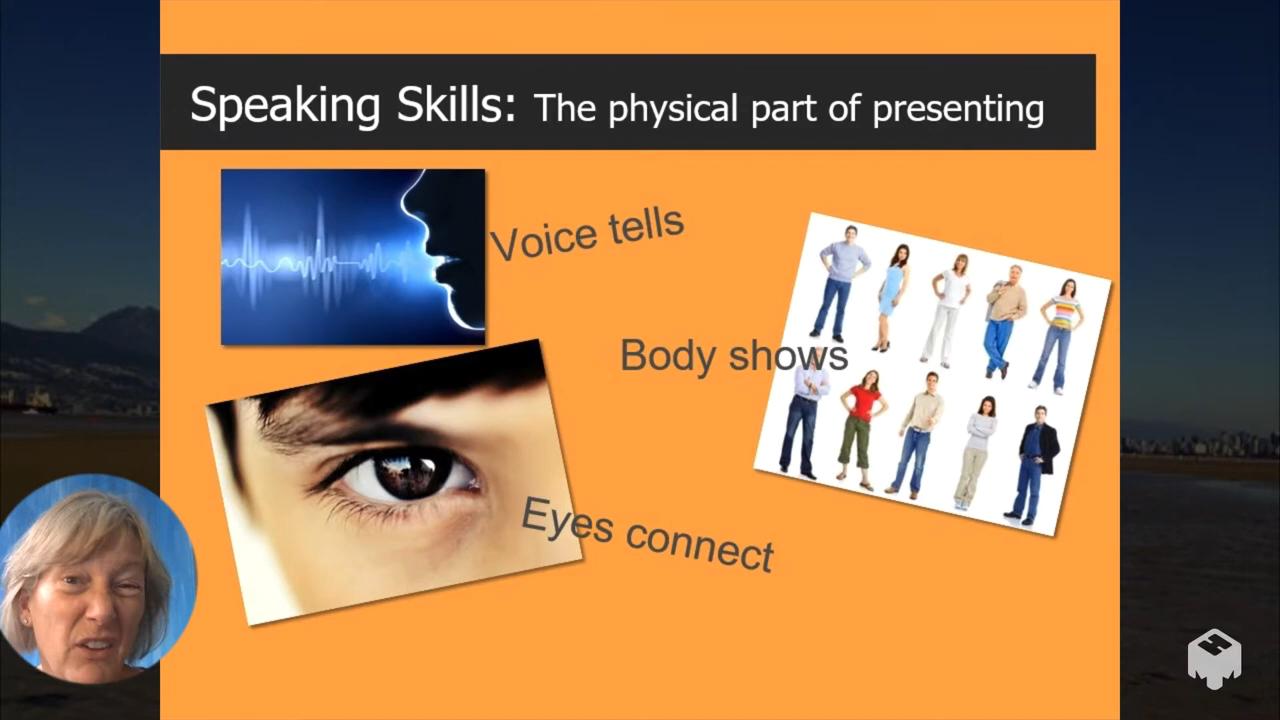 Speaking Skills: The physical part of presenting
Voice tells
Body shows
Eyes connect